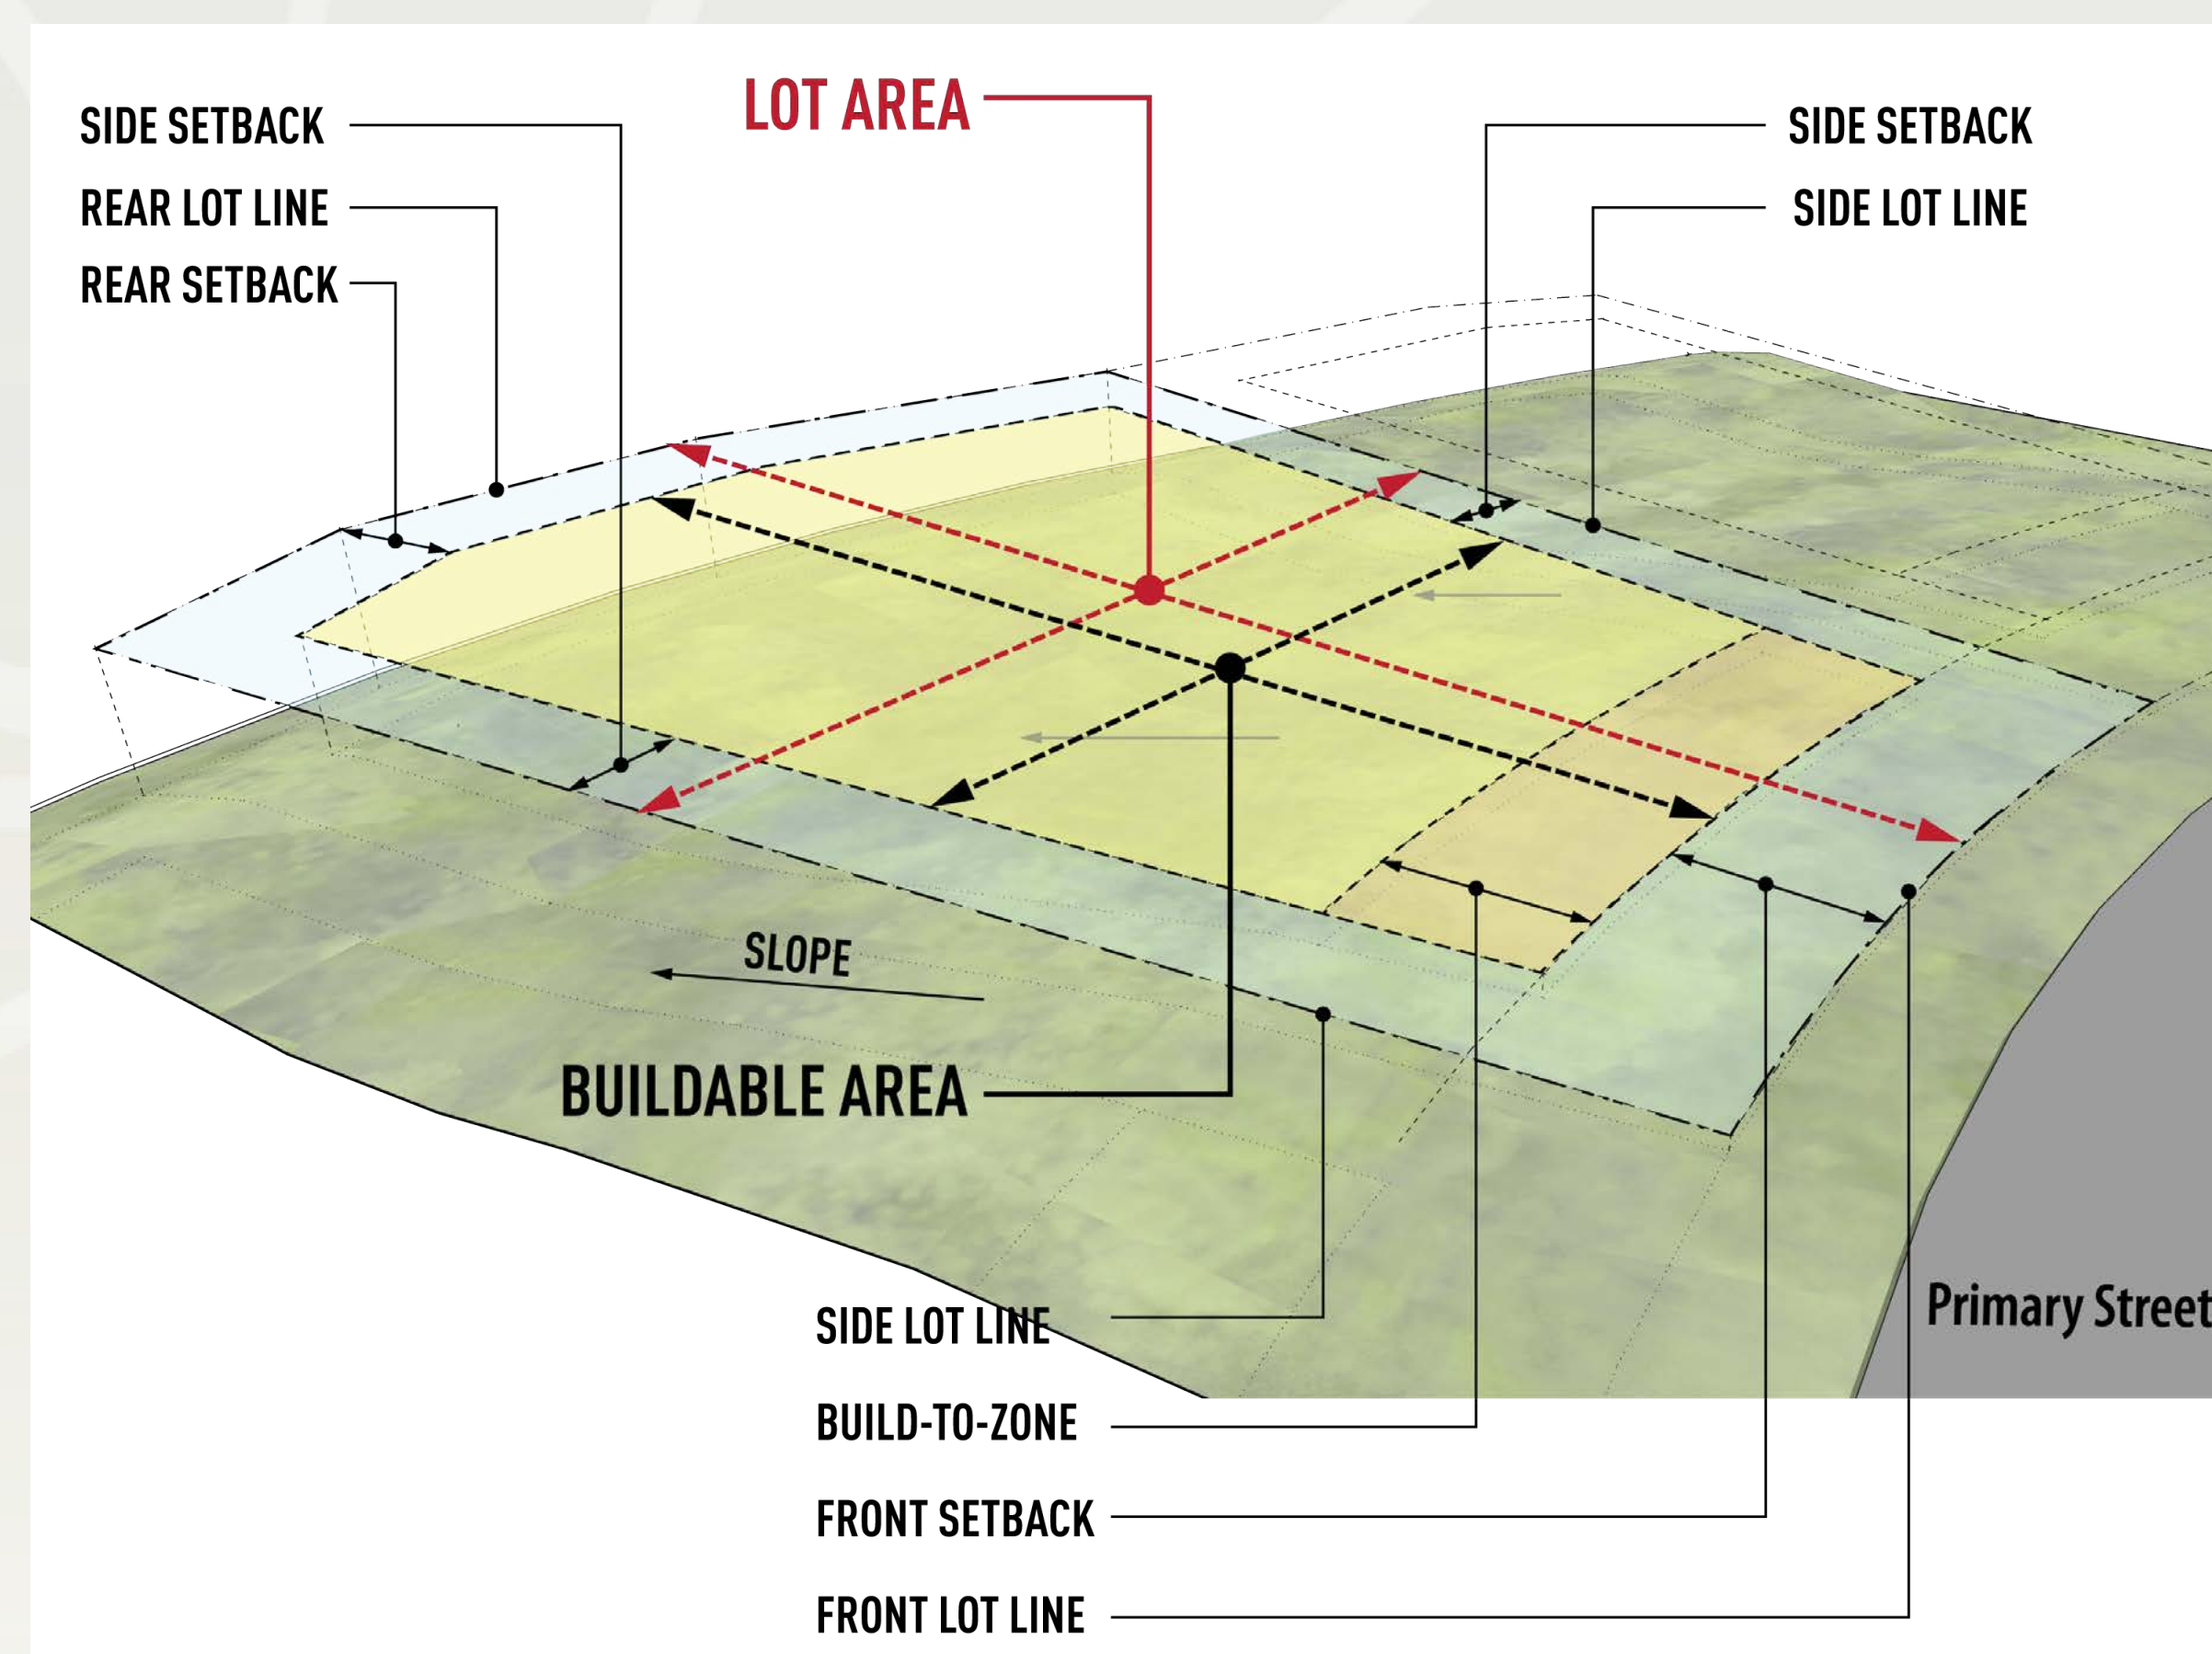 LOT AREA
SIDE SETBACK
REAR LOT LINE
REAR SETBACK
SIDE SETBACK
SIDE LOT LINE
SLOPE
BUILDABLE AREA
Primary Street
SIDE LOT LINE
BUILD-TO-ZONE
FRONT SETBACK
FRONT LOT LINE